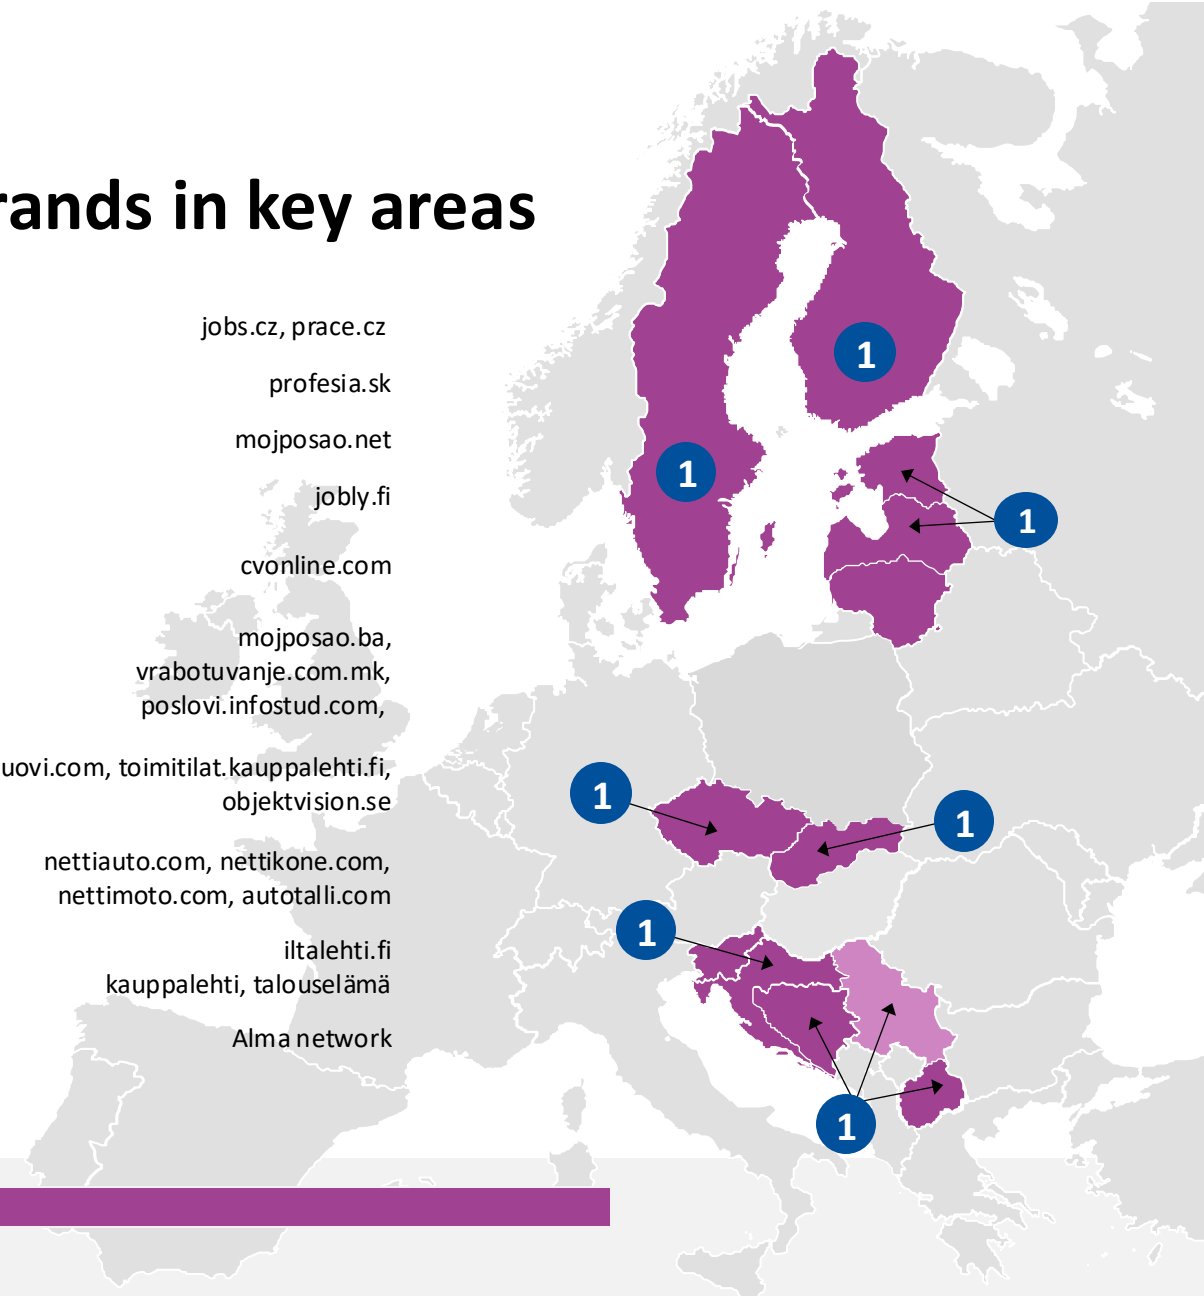 rands in key areas
jobs.cz, prace.cz
profesia.sk
mojposao.net
jobly.fi
cvonline.com
mojposao.ba,
vrabotuvanje.com.mk,
poslovi.infostud.com,
uovi.com, toimitilat.kauppalehti.fi,
objektvision.se
nettiauto.com, nettikone.com,
nettimoto.com, autotalli.com
iltalehti.fi
kauppalehti, talouselämä
Alma network
1
1
1
1
1
1
1